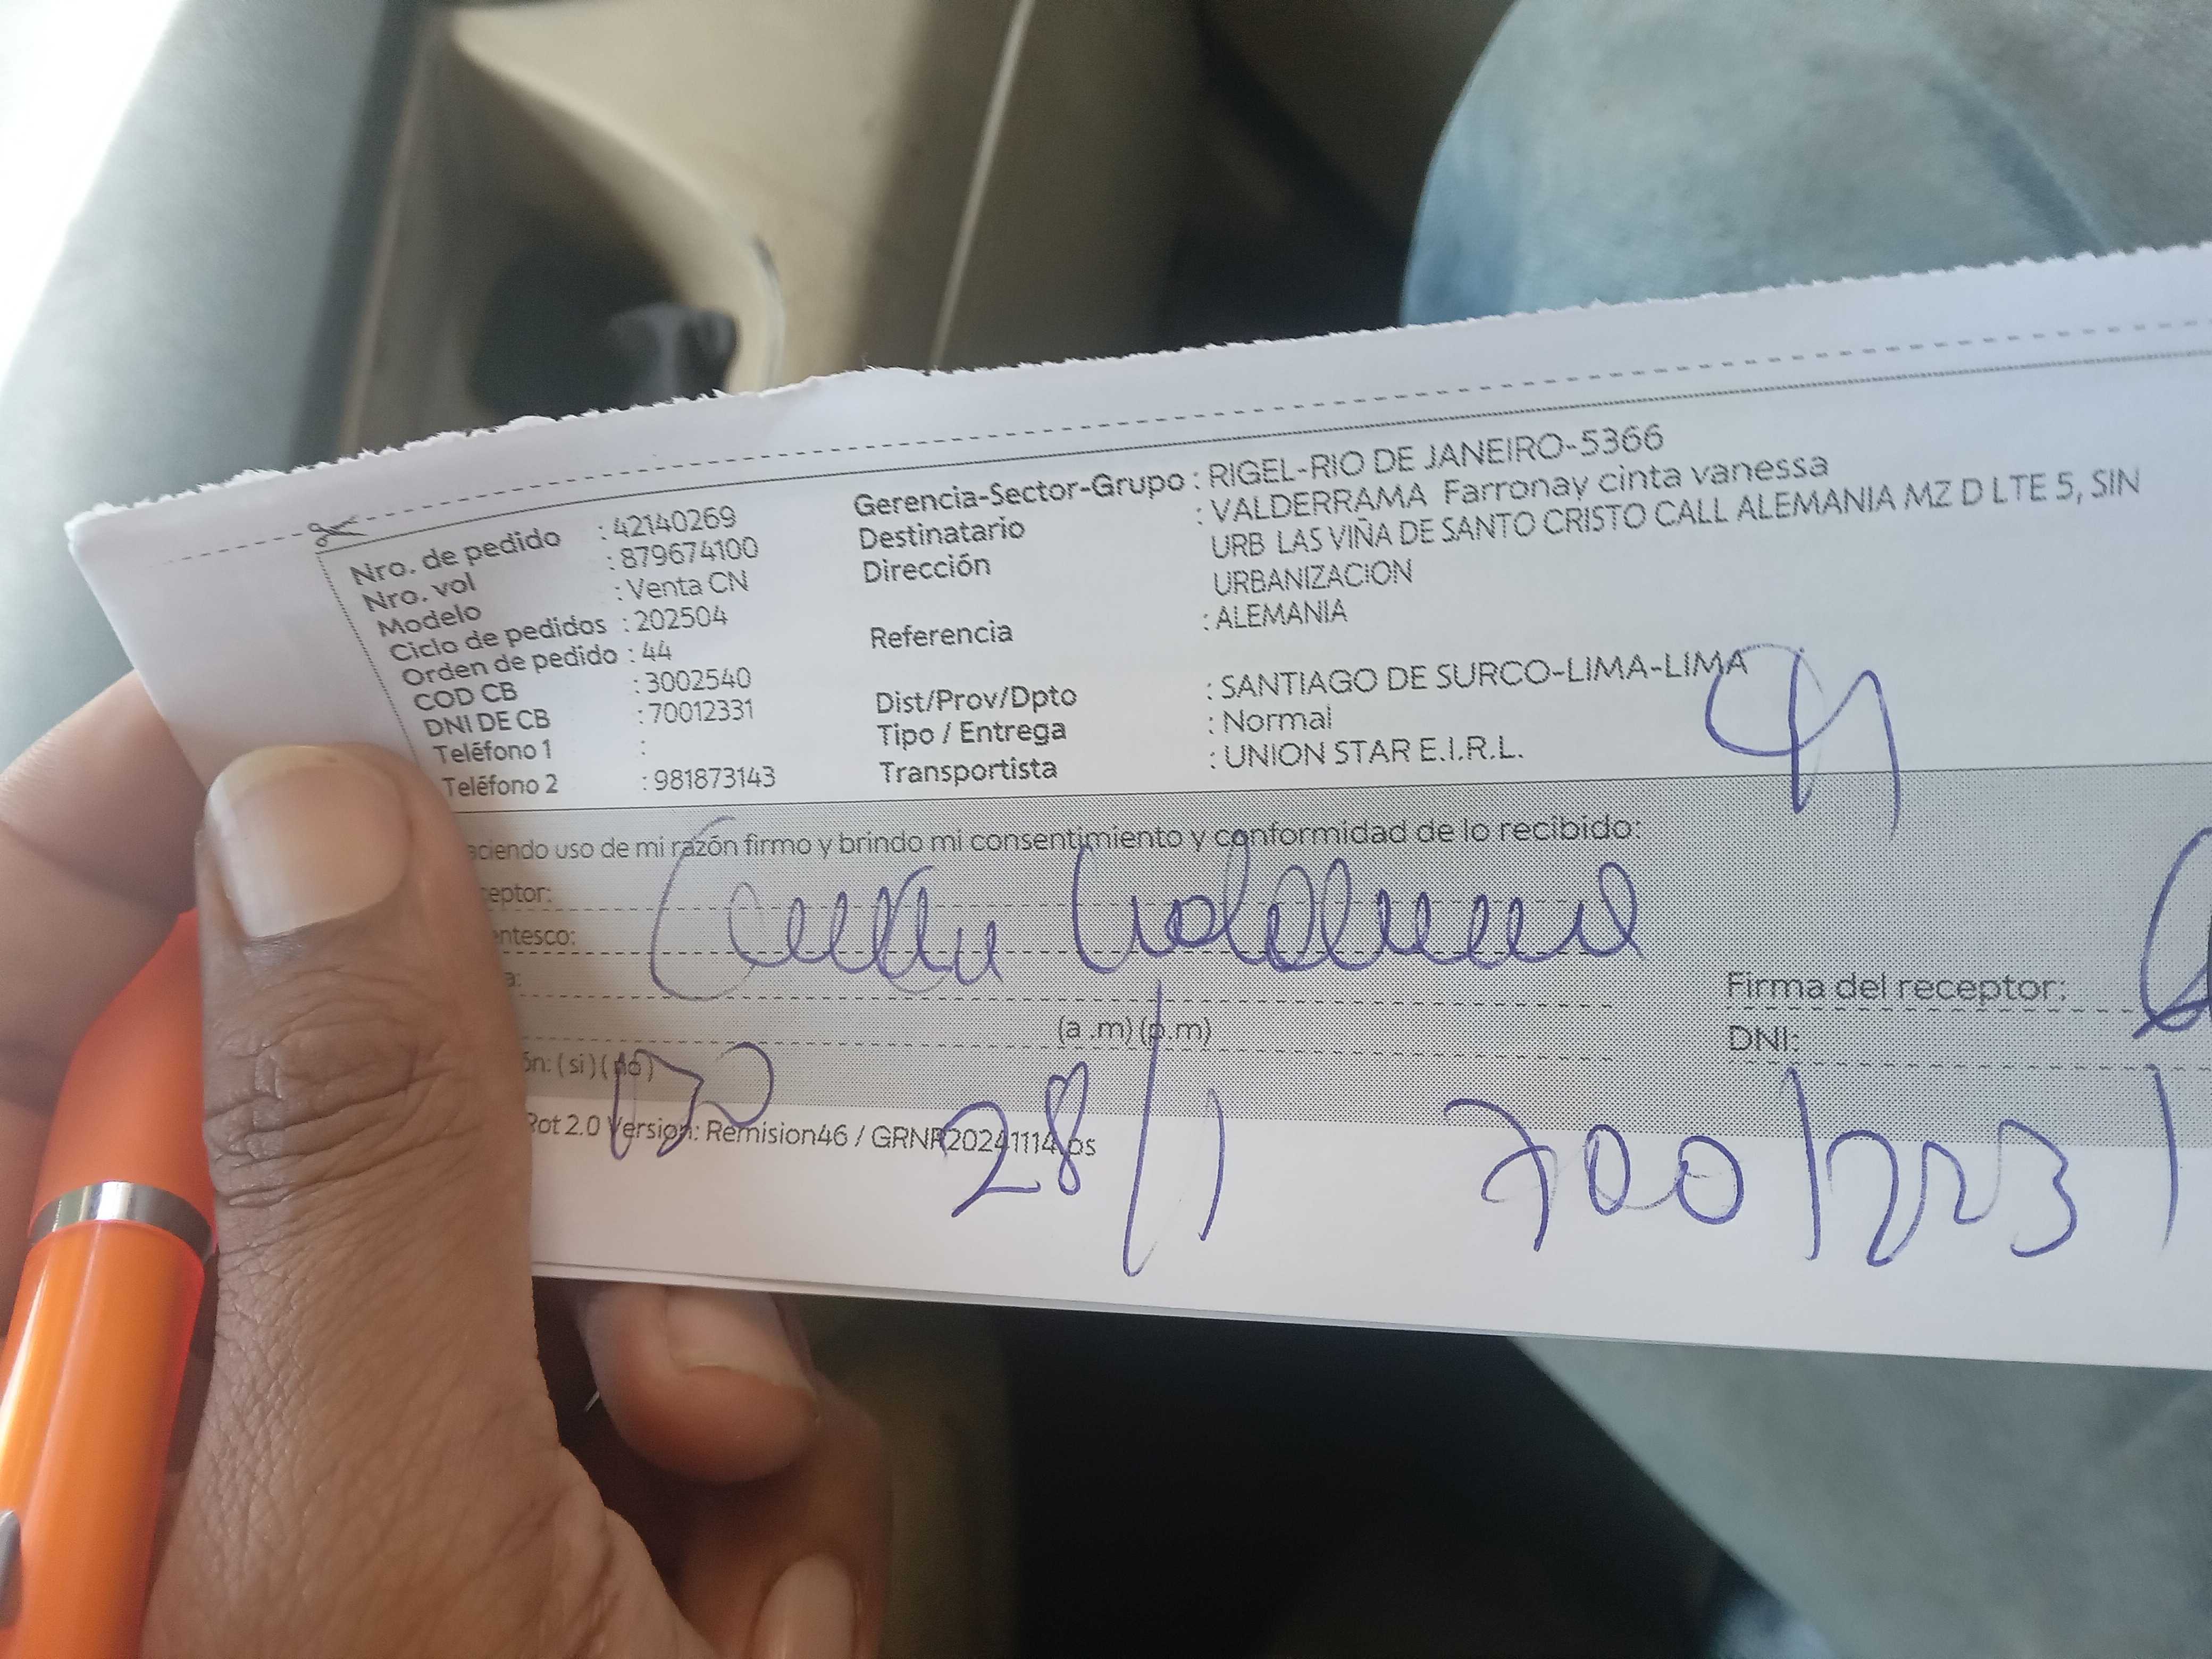 Nro. de pedido : 42140269
Nro. vol : 879674100
Modelo : Venta CN
Ciclo de pedidos : 202504
Orden de pedido : 44
COD CB : 3002540
DNI DE CB : 70012331
Teléfono 1 :
Teléfono 2 : 981873143
Gerencia-Sector-Grupo : RIGEL-RIO DE JANEIRO-5366
Destinatario : VALDERRAMA Farronay cinta vanessa
Dirección URB LAS VIÑA DE SANTO CRISTO CALL ALEMANIA MZ D LTE 5, SIN
URBANIZACION
Referencia : ALEMANIA
Dist/Prov/Dpto : SANTIAGO DE SURCO-LIMA-LIMA
Tipo / Entrega : Normal
Transportista : UNION STAR E.I.R.L.
aciendo uso de mi razón firmo y brindo mi consentimiento y conformidad de lo recibido:
ceptor:
entesco:
a:
Firma del receptor:
(a .m) (p.m)
DNI:
ón: ( si ) ( no )
28/1
Rot 2.0 Version: Remision46 / GRNR20241114.os